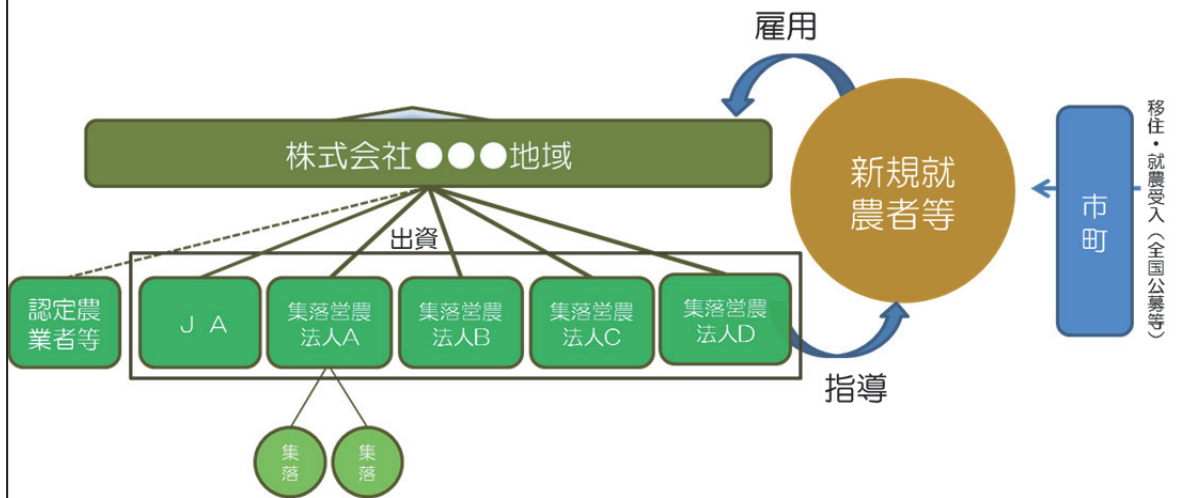 雇用
株式会社●●●地域
新規就
農者等
市
町
移住・就農受入（全国公募等）
出資
認定農
業者等
ＪＡ
集落営農
法人A
集落営農
法人B
集落営農
法人C
集落営農
法人D
指導
集
落
集
落